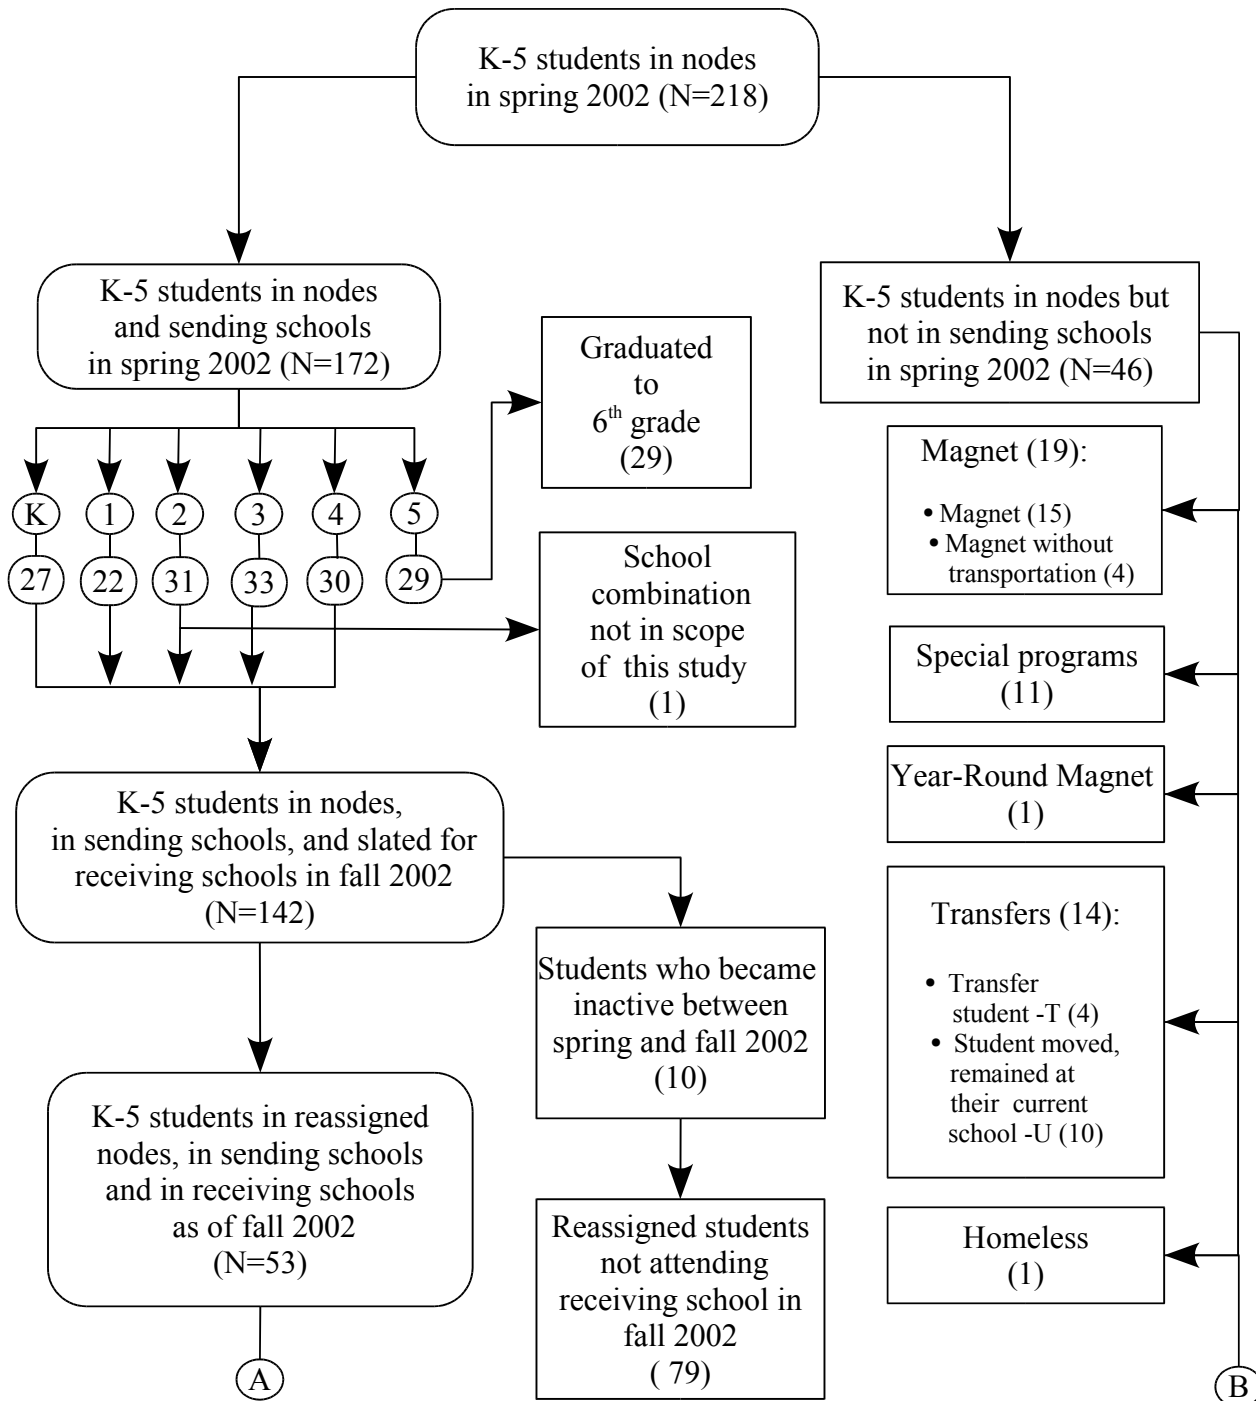 K-5 students in nodes
in spring 2002 (N=218)
K-5 students in nodes
and sending schools
in spring 2002 (N=172)
K-5 students in nodes but
not in sending schools
in spring 2002 (N=46)
Graduated
to
6th grade
(29)
K 1 2 3 4 5
27 22 31 33 30 29
School
combination
not in scope
of this study
(1)
Magnet (19):
• Magnet (15)
• Magnet without
transportation (4)
Special programs
(11)
Year-Round Magnet
(1)
Transfers (14):
• Transfer
student -T (4)
• Student moved,
remained at
their current
school -U (10)
Homeless
(1)
K-5 students in nodes,
in sending schools, and slated for
receiving schools in fall 2002
(N=142)
Students who became
inactive between
spring and fall 2002
(10)
K-5 students in reassigned
nodes, in sending schools
and in receiving schools
as of fall 2002
(N=53)
Reassigned students
not attending
receiving school in
fall 2002
( 79)
A
B